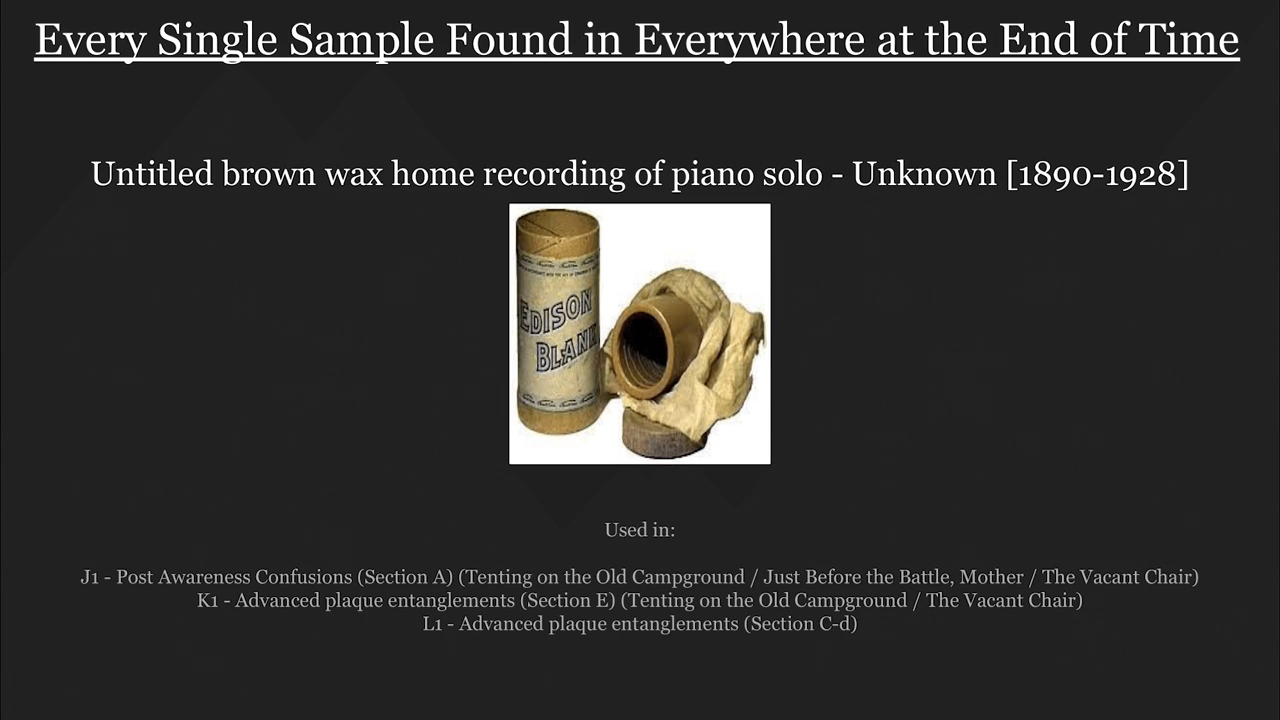 Every Single Sample Found in Everywhere at the End of Time
Untitled brown wax home recording of piano solo - Unknown [1890-1928]
EDISON
BLANK
Used in:
J1 - Post Awareness Confusions (Section A) (Tenting on the Old Campground / Just Before the Battle, Mother / The Vacant Chair)
K1 - Advanced plaque entanglements (Section E) (Tenting on the Old Campground / The Vacant Chair)
L1 - Advanced plaque entanglements (Section C-d)